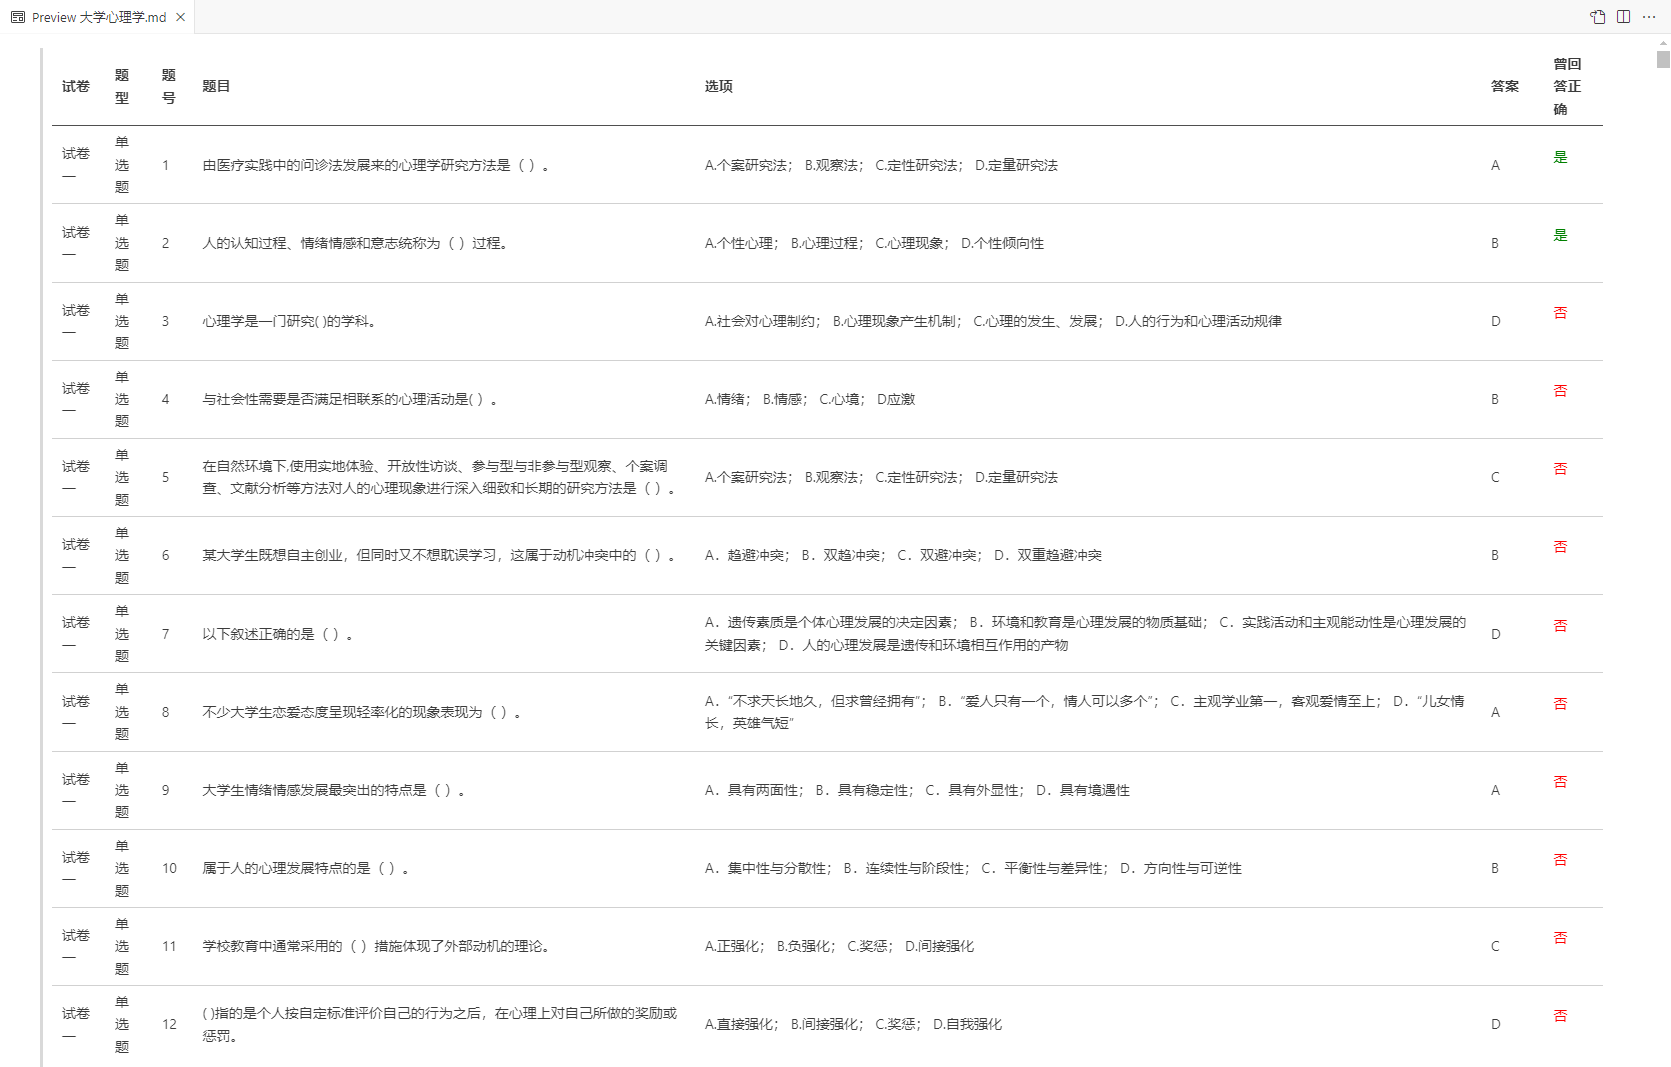 Preview 大学心理学.md
试卷 题型 题号 题目 选项 答案 曾回答正确
试卷一 单选题 1 由医疗实践中的问诊法发展来的心理学研究方法是（ ）。 A.个案研究法； B.观察法； C.定性研究法； D.定量研究法 A 是
试卷一 单选题 2 人的认知过程、情绪情感和意志统称为（ ）过程。 A.个性心理； B.心理过程； C.心理现象； D.个性倾向性 B 是
试卷一 单选题 3 心理学是一门研究( )的学科。 A.社会对心理制约； B.心理现象产生机制； C.心理的发生、发展； D.人的行为和心理活动规律 D 否
试卷一 单选题 4 与社会性需要是否满足相联系的心理活动是( ）。 A.情绪； B.情感； C.心境； D应激 B 否
试卷一 单选题 5 在自然环境下,使用实地体验、开放性访谈、参与型与非参与型观察、个案调
查、文献分析等方法对人的心理现象进行深入细致和长期的研究方法是（ ）。 A.个案研究法； B.观察法； C.定性研究法； D.定量研究法 C 否
试卷一 单选题 6 某大学生既想自主创业，但同时又不想耽误学习，这属于动机冲突中的（ ）。 A．趋避冲突； B．双趋冲突； C．双避冲突； D．双重趋避冲突 B 否
试卷一 单选题 7 以下叙述正确的是（ ）。 A．遗传素质是个体心理发展的决定因素； B．环境和教育是心理发展的物质基础； C．实践活动和主观能动性是心理发展的
关键因素； D．人的心理发展是遗传和环境相互作用的产物 D 否
试卷一 单选题 8 不少大学生恋爱态度呈现轻率化的现象表现为（ ）。 A．“不求天长地久，但求曾经拥有”； B．“爱人只有一个，情人可以多个”； C．主观学业第一，客观爱情至上； D．“儿女情
长，英雄气短” A 否
试卷一 单选题 9 大学生情绪情感发展最突出的特点是（ ）。 A．具有两面性； B．具有稳定性； C．具有外显性； D．具有境遇性 A 否
试卷一 单选题 10 属于人的心理发展特点的是（ ）。 A．集中性与分散性； B．连续性与阶段性； C．平衡性与差异性； D．方向性与可逆性 B 否
试卷一 单选题 11 学校教育中通常采用的（ ）措施体现了外部动机的理论。 A.正强化； B.负强化； C.奖惩； D.间接强化 C 否
试卷一 单选题 12 ( )指的是个人按自定标准评价自己的行为之后，在心理上对自己所做的奖励或
惩罚。 A.直接强化； B.间接强化； C.奖惩； D.自我强化 D 否